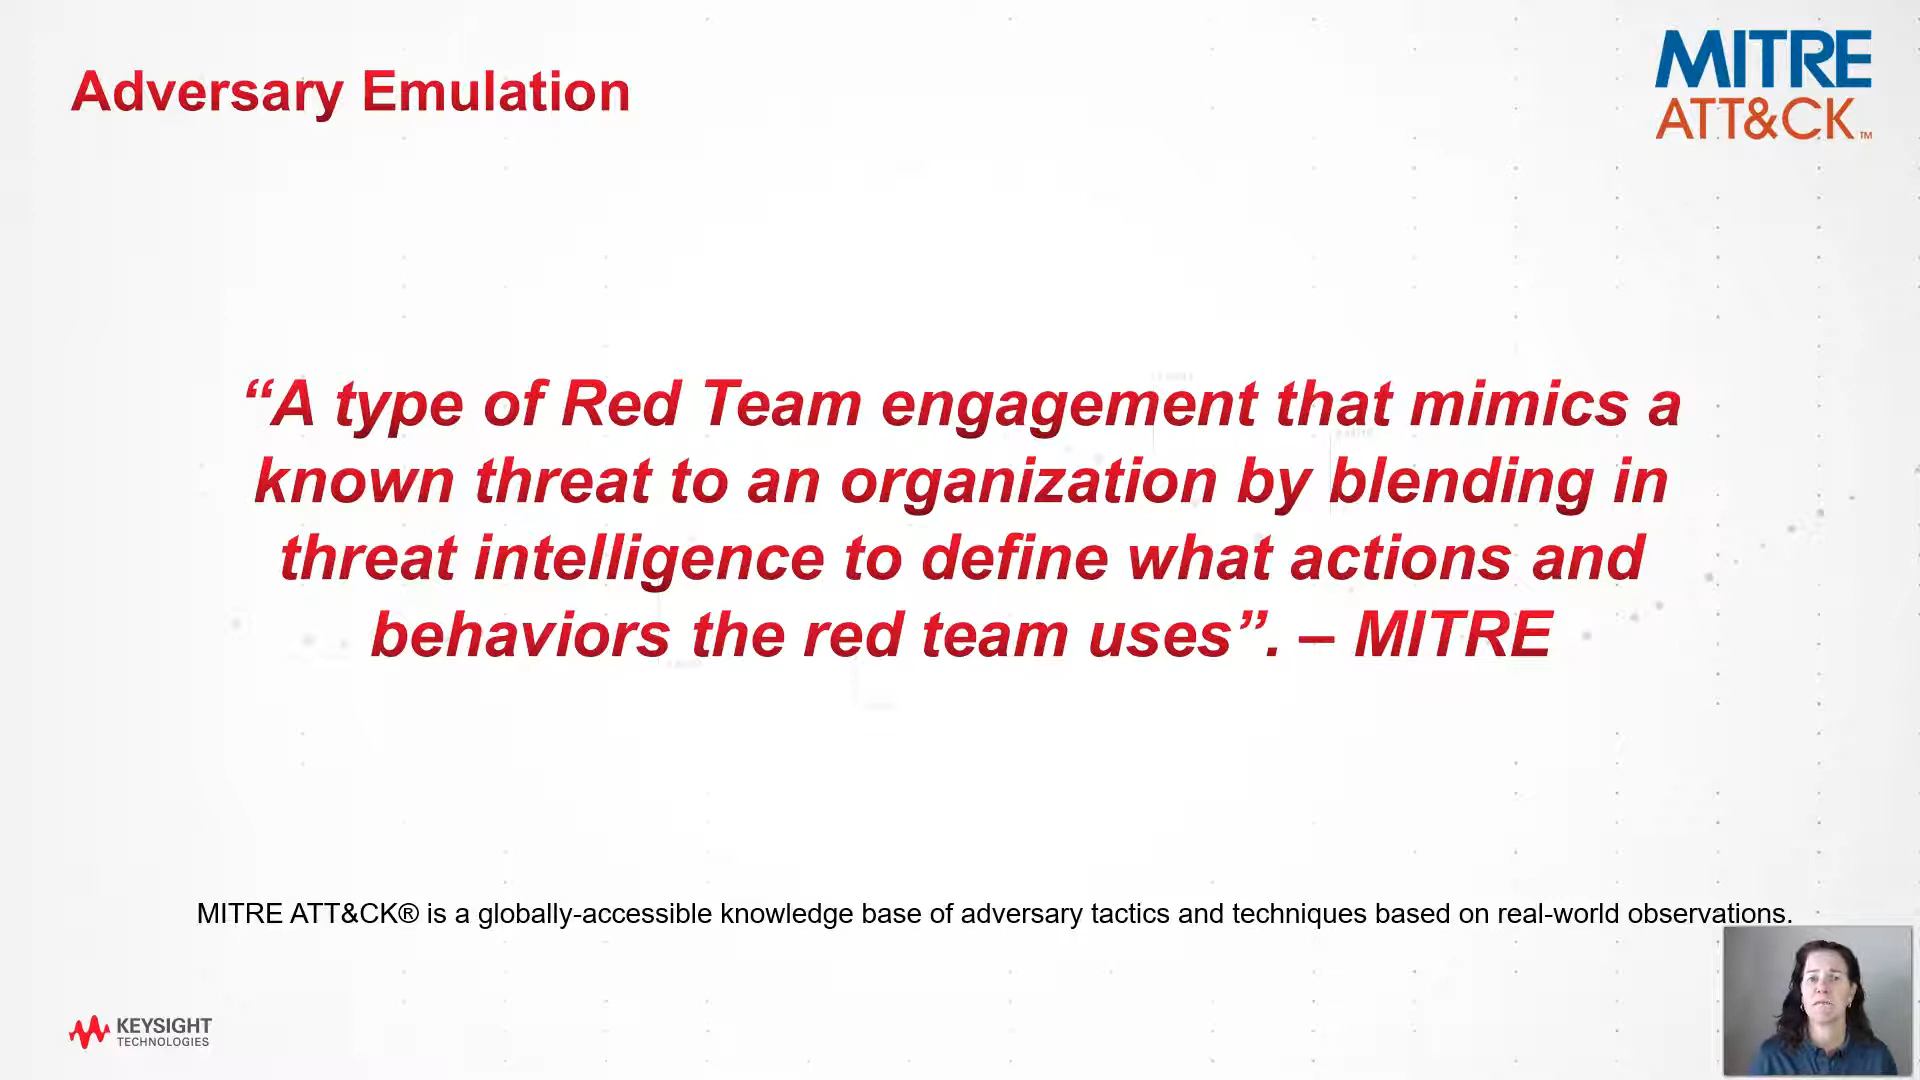 Adversary Emulation
MITRE
ATT&CK™
“A type of Red Team engagement that mimics a
known threat to an organization by blending in
threat intelligence to define what actions and
behaviors the red team uses”. – MITRE
MITRE ATT&CK® is a globally-accessible knowledge base of adversary tactics and techniques based on real-world observations.
KEYSIGHT
TECHNOLOGIES